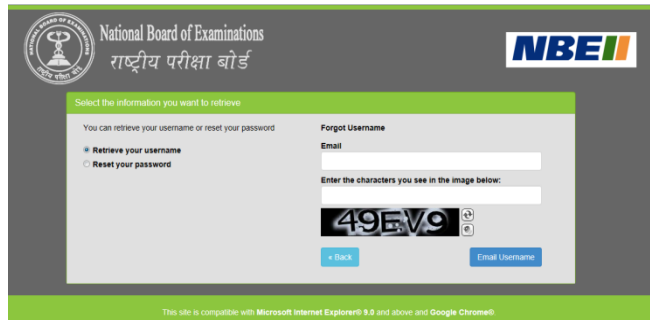 National Board of Examinations
राष्ट्रीय परीक्षा बोर्ड
NBE
Select the information you want to retrieve
You can retrieve your username or reset your password
Retrieve your username
Reset your password
Forgot Username
Email
Enter the characters you see in the image below:
49EV9
« Back
Email Username
This site is compatible with Microsoft Internet Explorer® 9.0 and above and Google Chrome®.